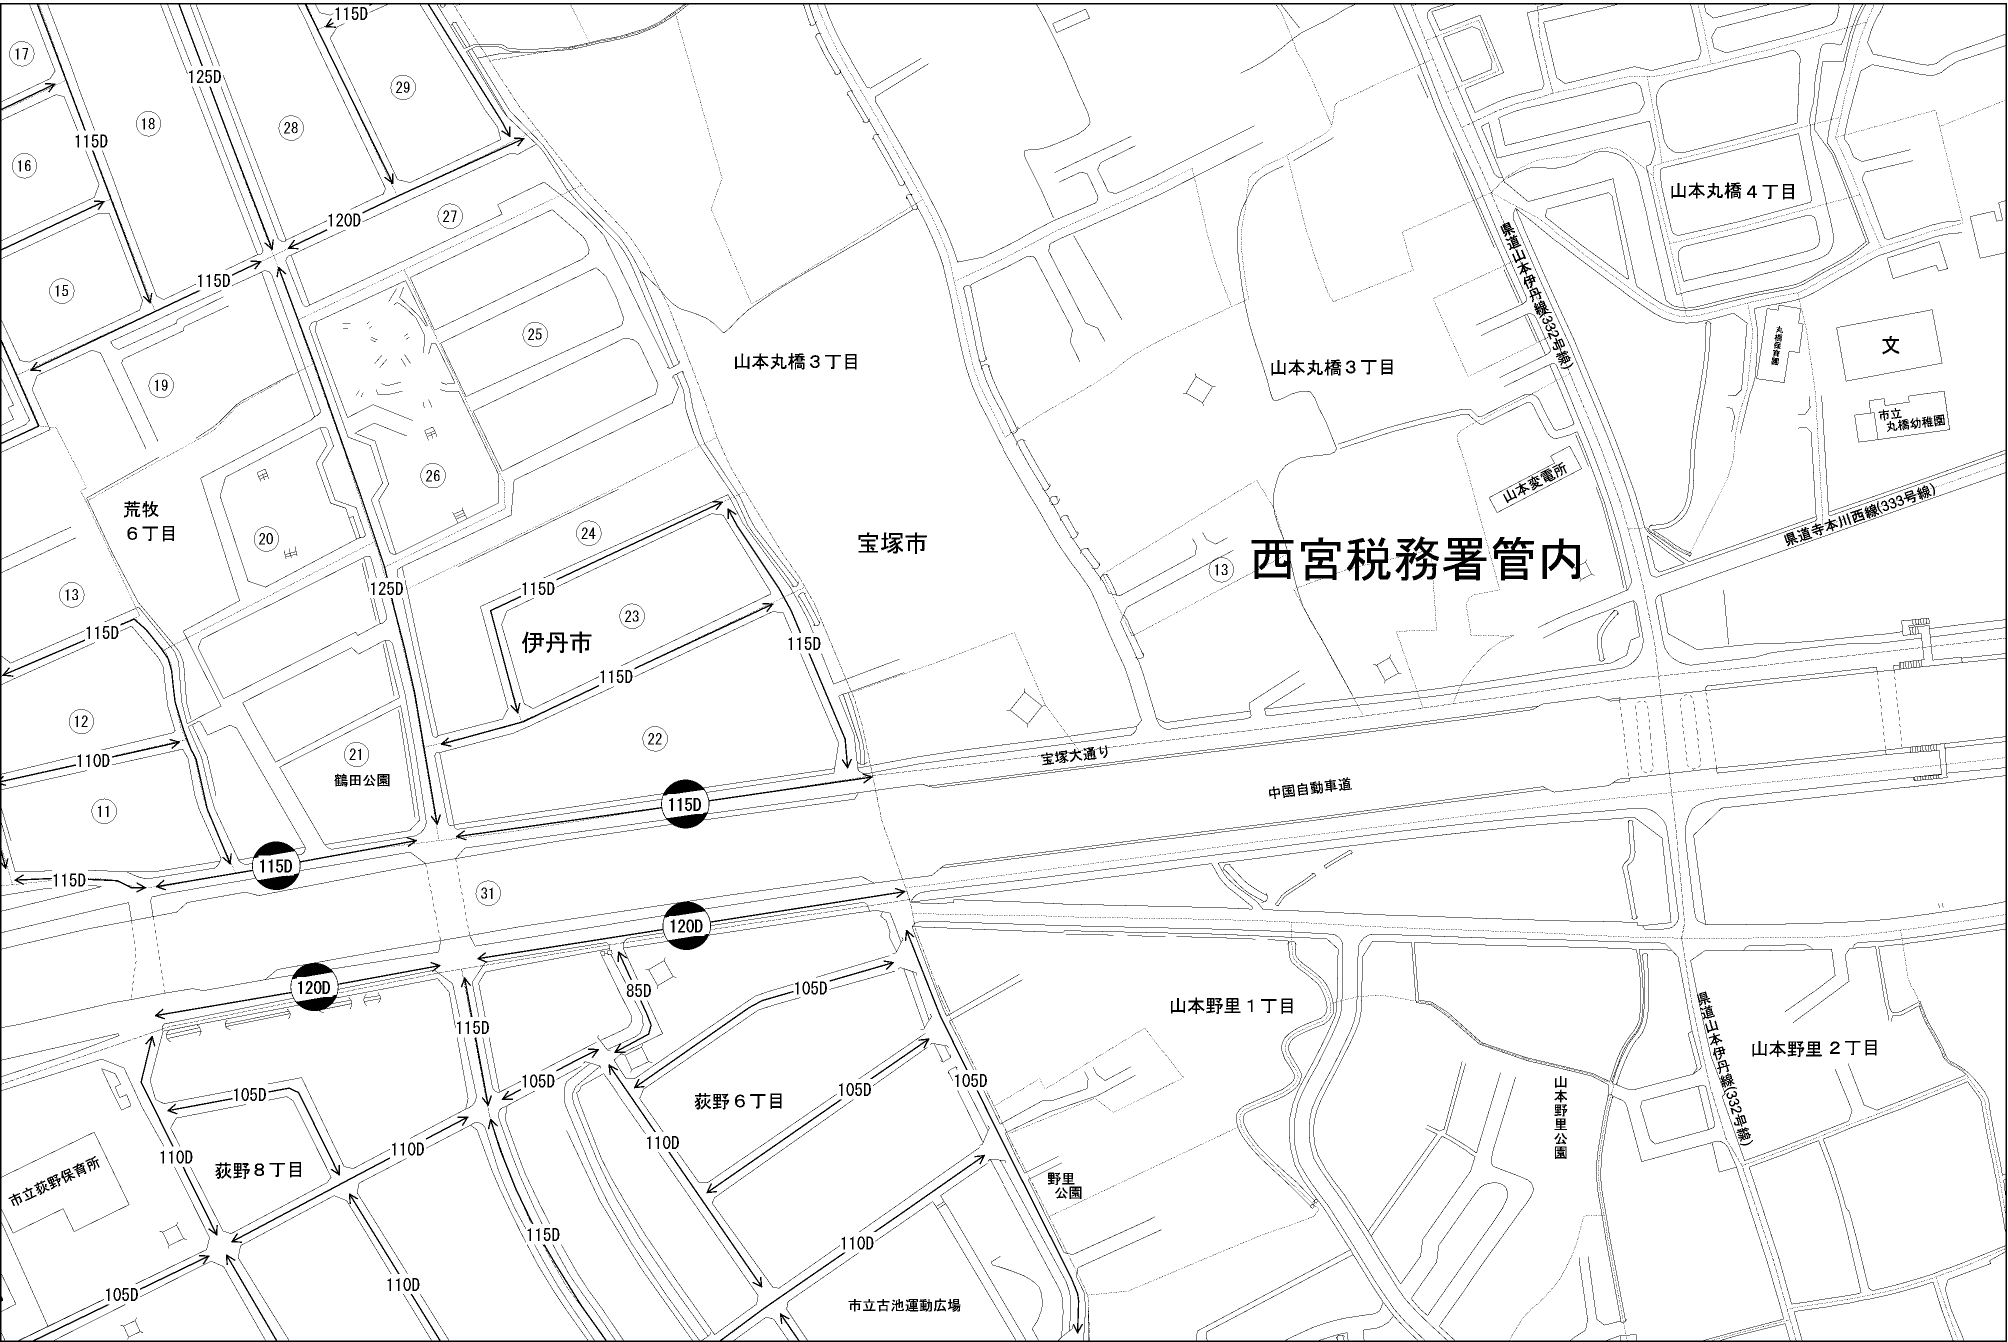 115D
17
125D
29
18
28
115D
16
山本丸橋４丁目
27
120D
県道山本伊丹線(332号線)
115D
15
25
丸橋保育園
文
山本丸橋３丁目
山本丸橋３丁目
19
市立
丸橋幼稚園
26
山本変電所
荒牧
６丁目
県道寺本川西線(333号線)
24
20
宝塚市
西宮税務署管内
13
125D
115D
13
23
115D
伊丹市
115D
115D
12
22
110D
21
宝塚大通り
鶴田公園
中国自動車道
11
115D
115D
115D
31
120D
120D
85D
105D
山本野里１丁目
県道山本伊丹線(332号線)
115D
山本野里２丁目
105D
105D
105D
105D
荻野６丁目
山本野里公園
110D
110D
110D
荻野８丁目
市立荻野保育所
野里
公園
115D
110D
110D
105D
市立古池運動広場